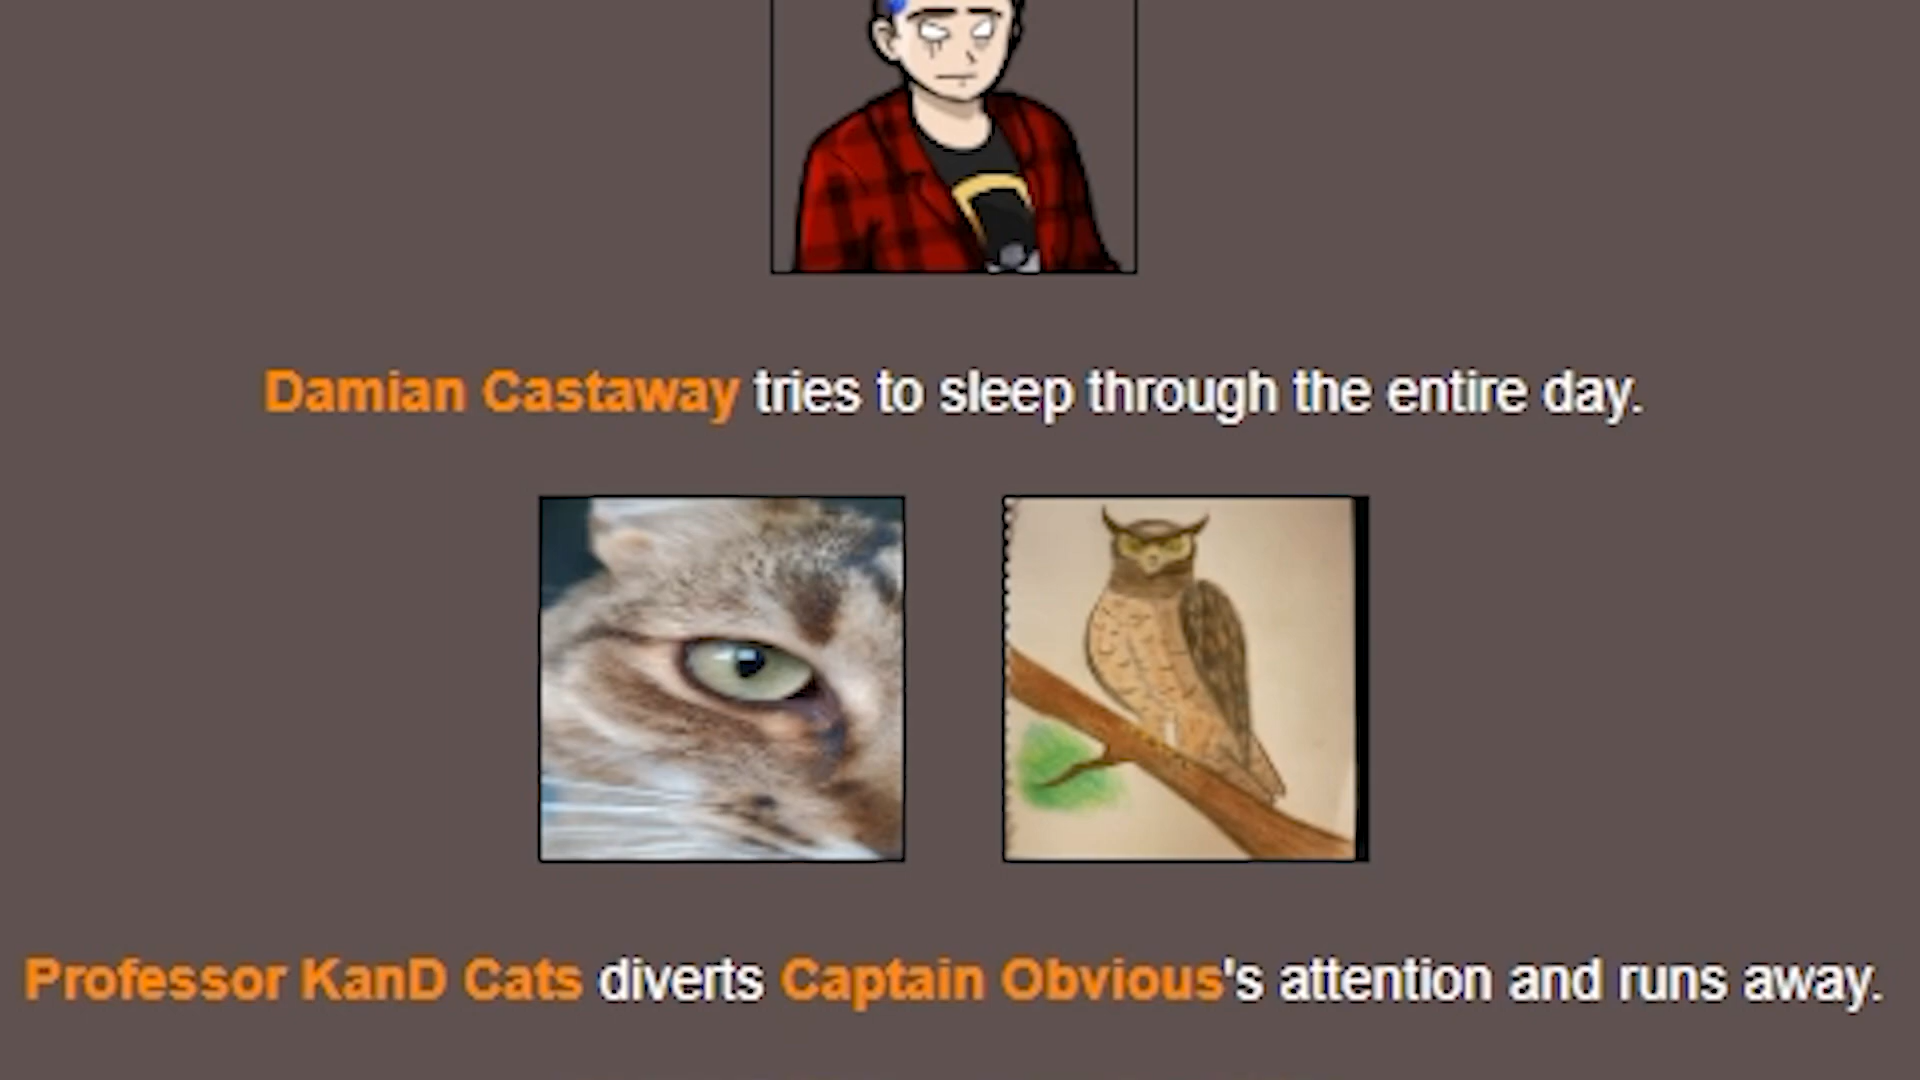 Damian Castaway tries to sleep through the entire day.
Professor KanD Cats diverts Captain Obvious's attention and runs away.